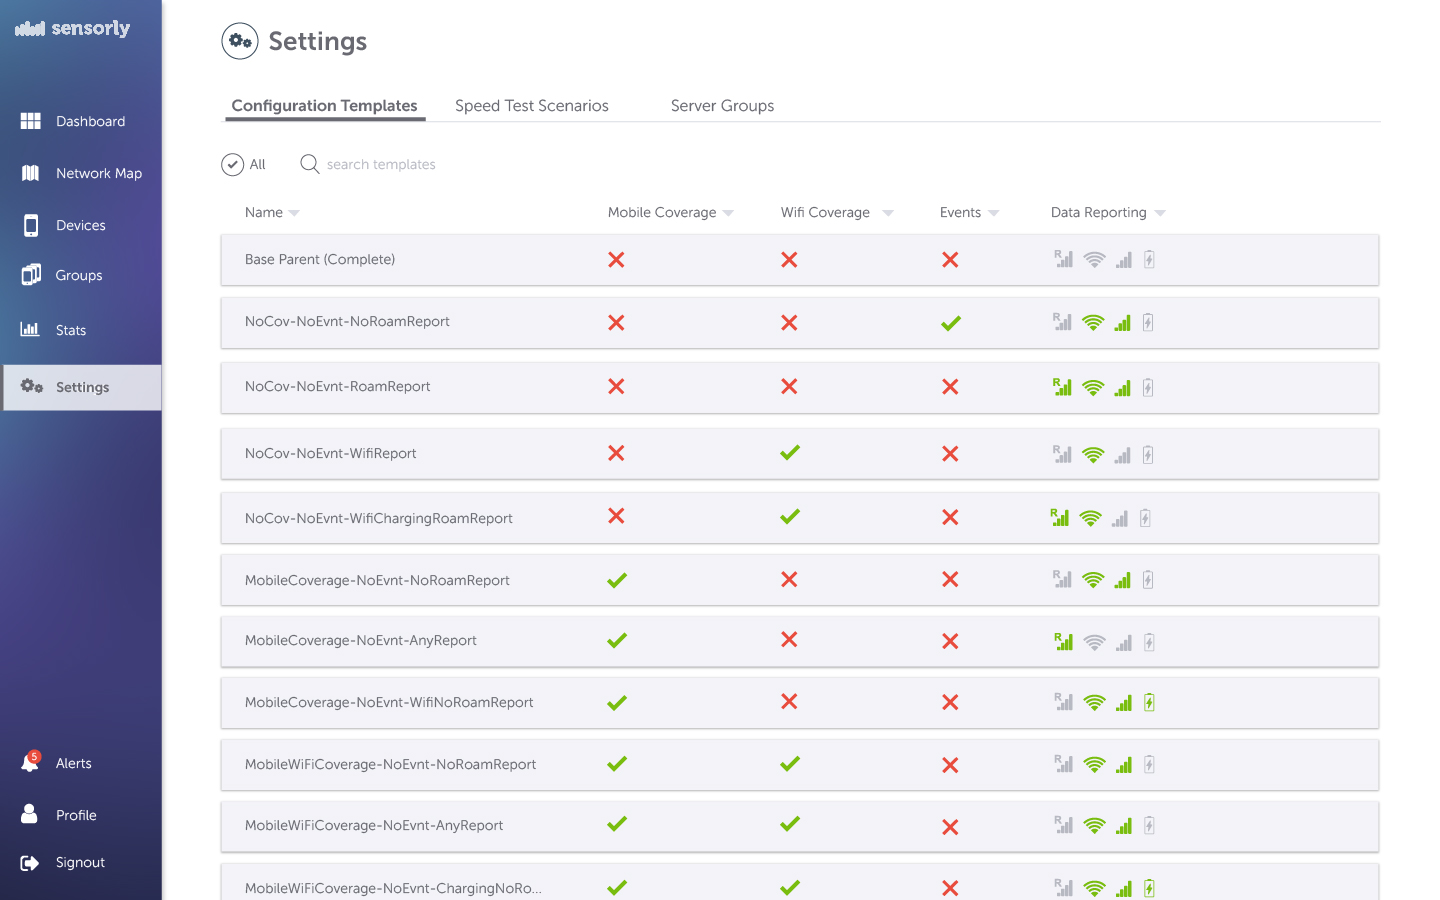 sensorly
Settings
Configuration Templates
Speed Test Scenarios
Server Groups
Dashboard
Network Map
Devices
Groups
Stats
Settings
Alerts
5
Profile
Signout
All
search templates
Name
Mobile Coverage
Wifi Coverage
Events
Data Reporting
Base Parent (Complete)
R
NoCov-NoEvnt-NoRoamReport
R
NoCov-NoEvnt-RoamReport
R
NoCov-NoEvnt-WifiReport
R
NoCov-NoEvnt-WifiChargingRoamReport
R
MobileCoverage-NoEvnt-NoRoamReport
R
MobileCoverage-NoEvnt-AnyReport
R
MobileCoverage-NoEvnt-WifiNoRoamReport
R
MobileWiFiCoverage-NoEvnt-NoRoamReport
R
MobileWiFiCoverage-NoEvnt-AnyReport
R
MobileWiFiCoverage-NoEvnt-ChargingNoRo...
R